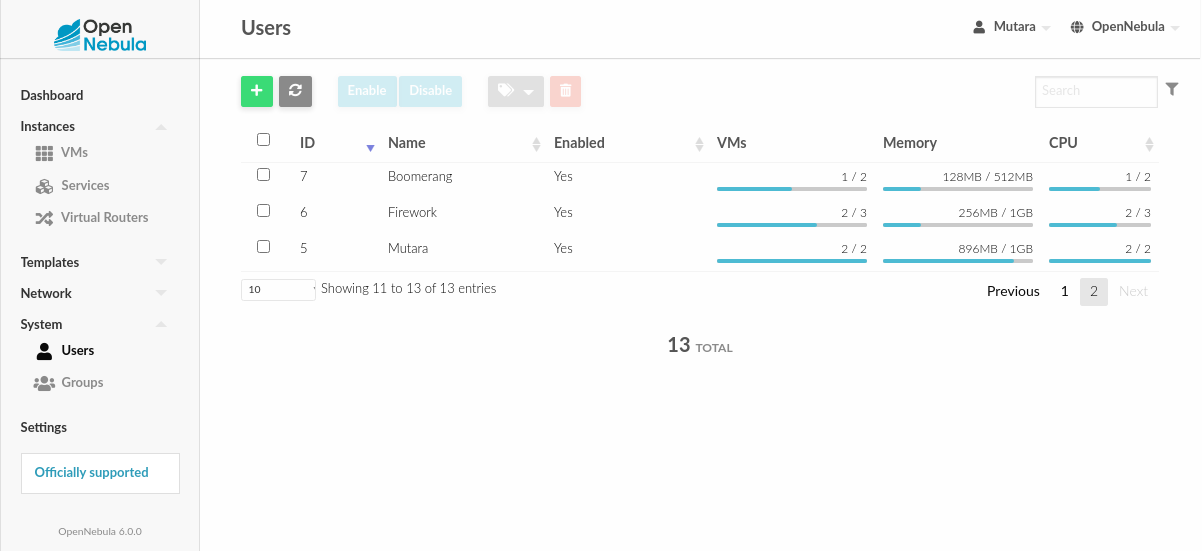 Open
Nebula
Users
Mutara
OpenNebula
Dashboard
Instances
VMs
Services
Virtual Routers
Templates
Network
System
Users
Groups
Settings
Officially supported
OpenNebula 6.0.0
Enable Disable
Search
ID Name Enabled VMs Memory CPU
7 Boomerang Yes 1 / 2 128MB / 512MB 1 / 2
6 Firework Yes 2 / 3 256MB / 1GB 2 / 3
5 Mutara Yes 2 / 2 896MB / 1GB 2 / 2
10 Showing 11 to 13 of 13 entries Previous 1 2 Next
13 TOTAL